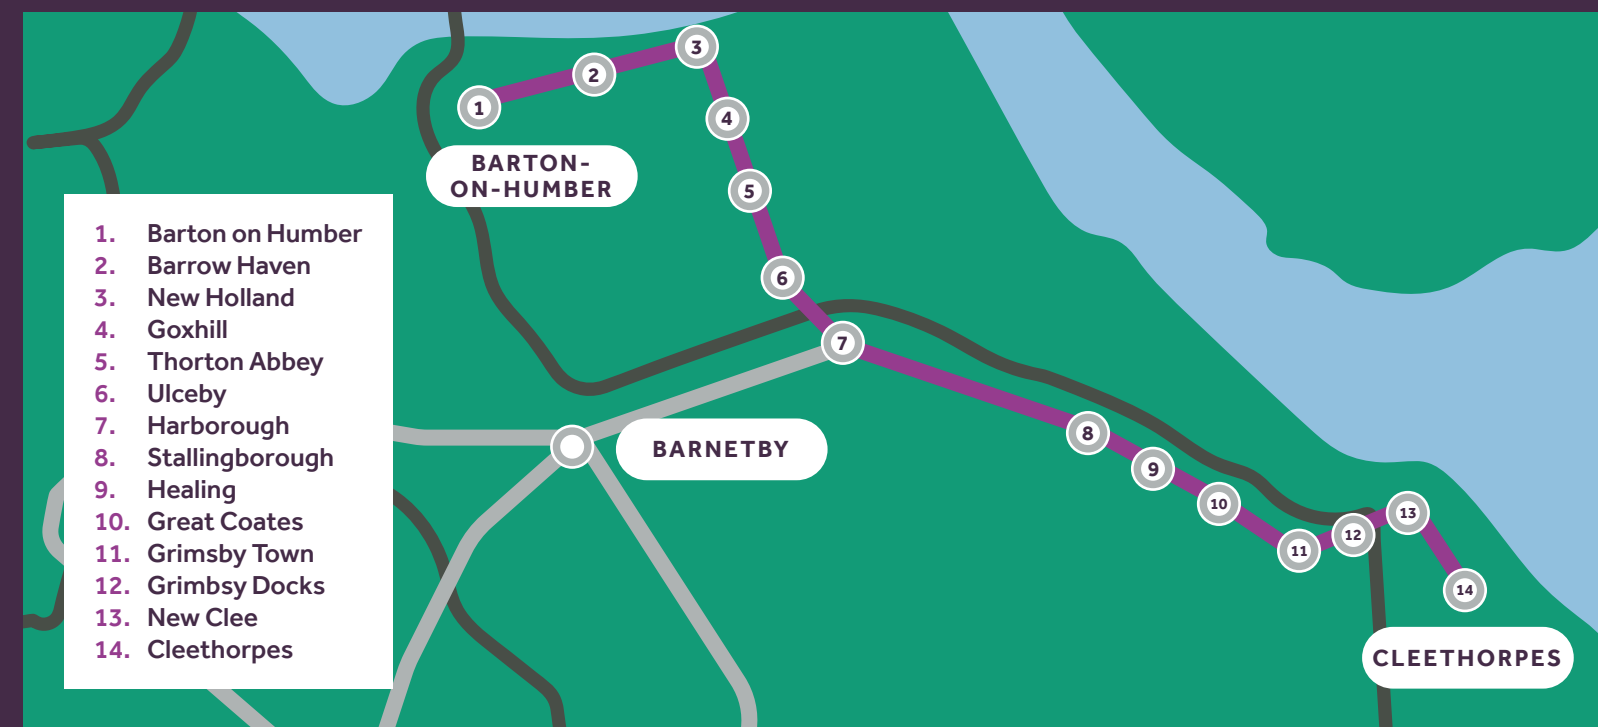 1. Barton on Humber
2. Barrow Haven
3. New Holland
4. Goxhill
5. Thorton Abbey
6. Ulceby
7. Harborough
8. Stallingborough
9. Healing
10. Great Coates
11. Grimsby Town
12. Grimbsy Docks
13. New Clee
14. Cleethorpes
1
2
3
4
5
6
7
8
9
10
11
12
13
14
BARTON-
ON-HUMBER
BARNETBY
CLEETHORPES